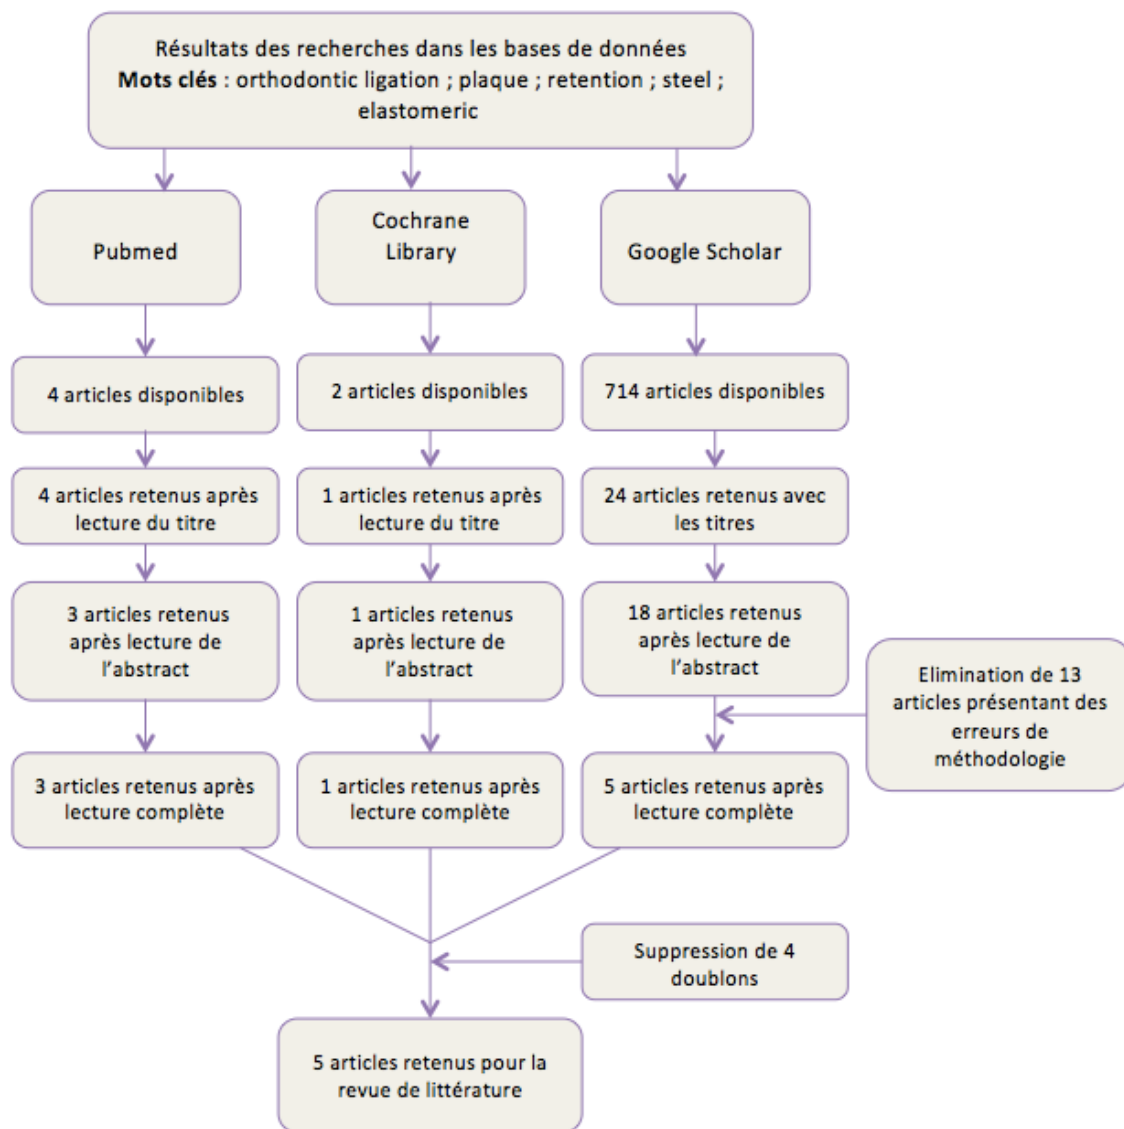 Résultats des recherches dans les bases de données
Mots clés : orthodontic ligation ; plaque ; retention ; steel ;
elastomeric
Pubmed
Cochrane
Library
Google Scholar
4 articles disponibles
2 articles disponibles
714 articles disponibles
4 articles retenus après
lecture du titre
1 articles retenus après
lecture du titre
24 articles retenus avec
les titres
3 articles retenus
après lecture de
l’abstract
1 articles retenus
après lecture de
l’abstract
18 articles retenus
après lecture de
l’abstract
Elimination de 13
articles présentant des
erreurs de
méthodologie
3 articles retenus après
lecture complète
1 articles retenus après
lecture complète
5 articles retenus après
lecture complète
Suppression de 4
doublons
5 articles retenus pour la
revue de littérature